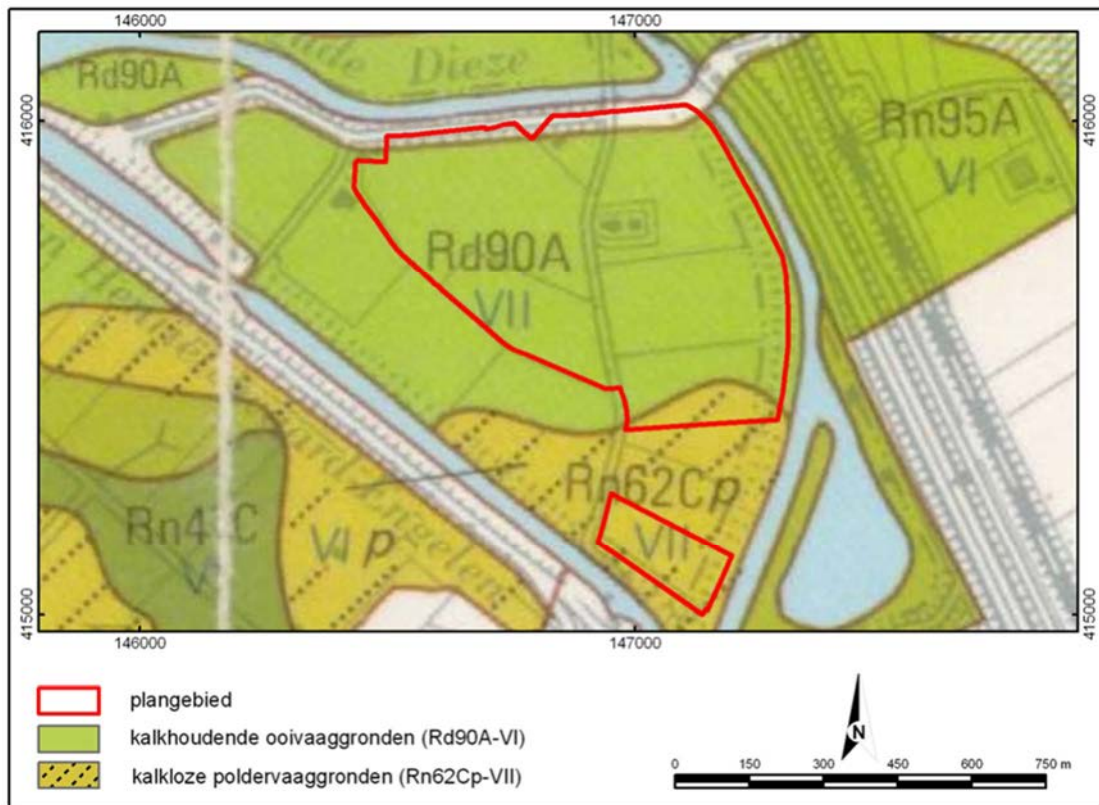 146000
147000
416000
416000
Rd90A
Dieze
Rn95A
VI
Rd90A
VII
Rn62Cp
VII
VI p
415000
415000
146000
147000
plangebied
kalkhoudende ooivaaggronden (Rd90A-VI)
kalkloze poldervaaggronden (Rn62Cp-VII)
N
0 150 300 450 600 750 m